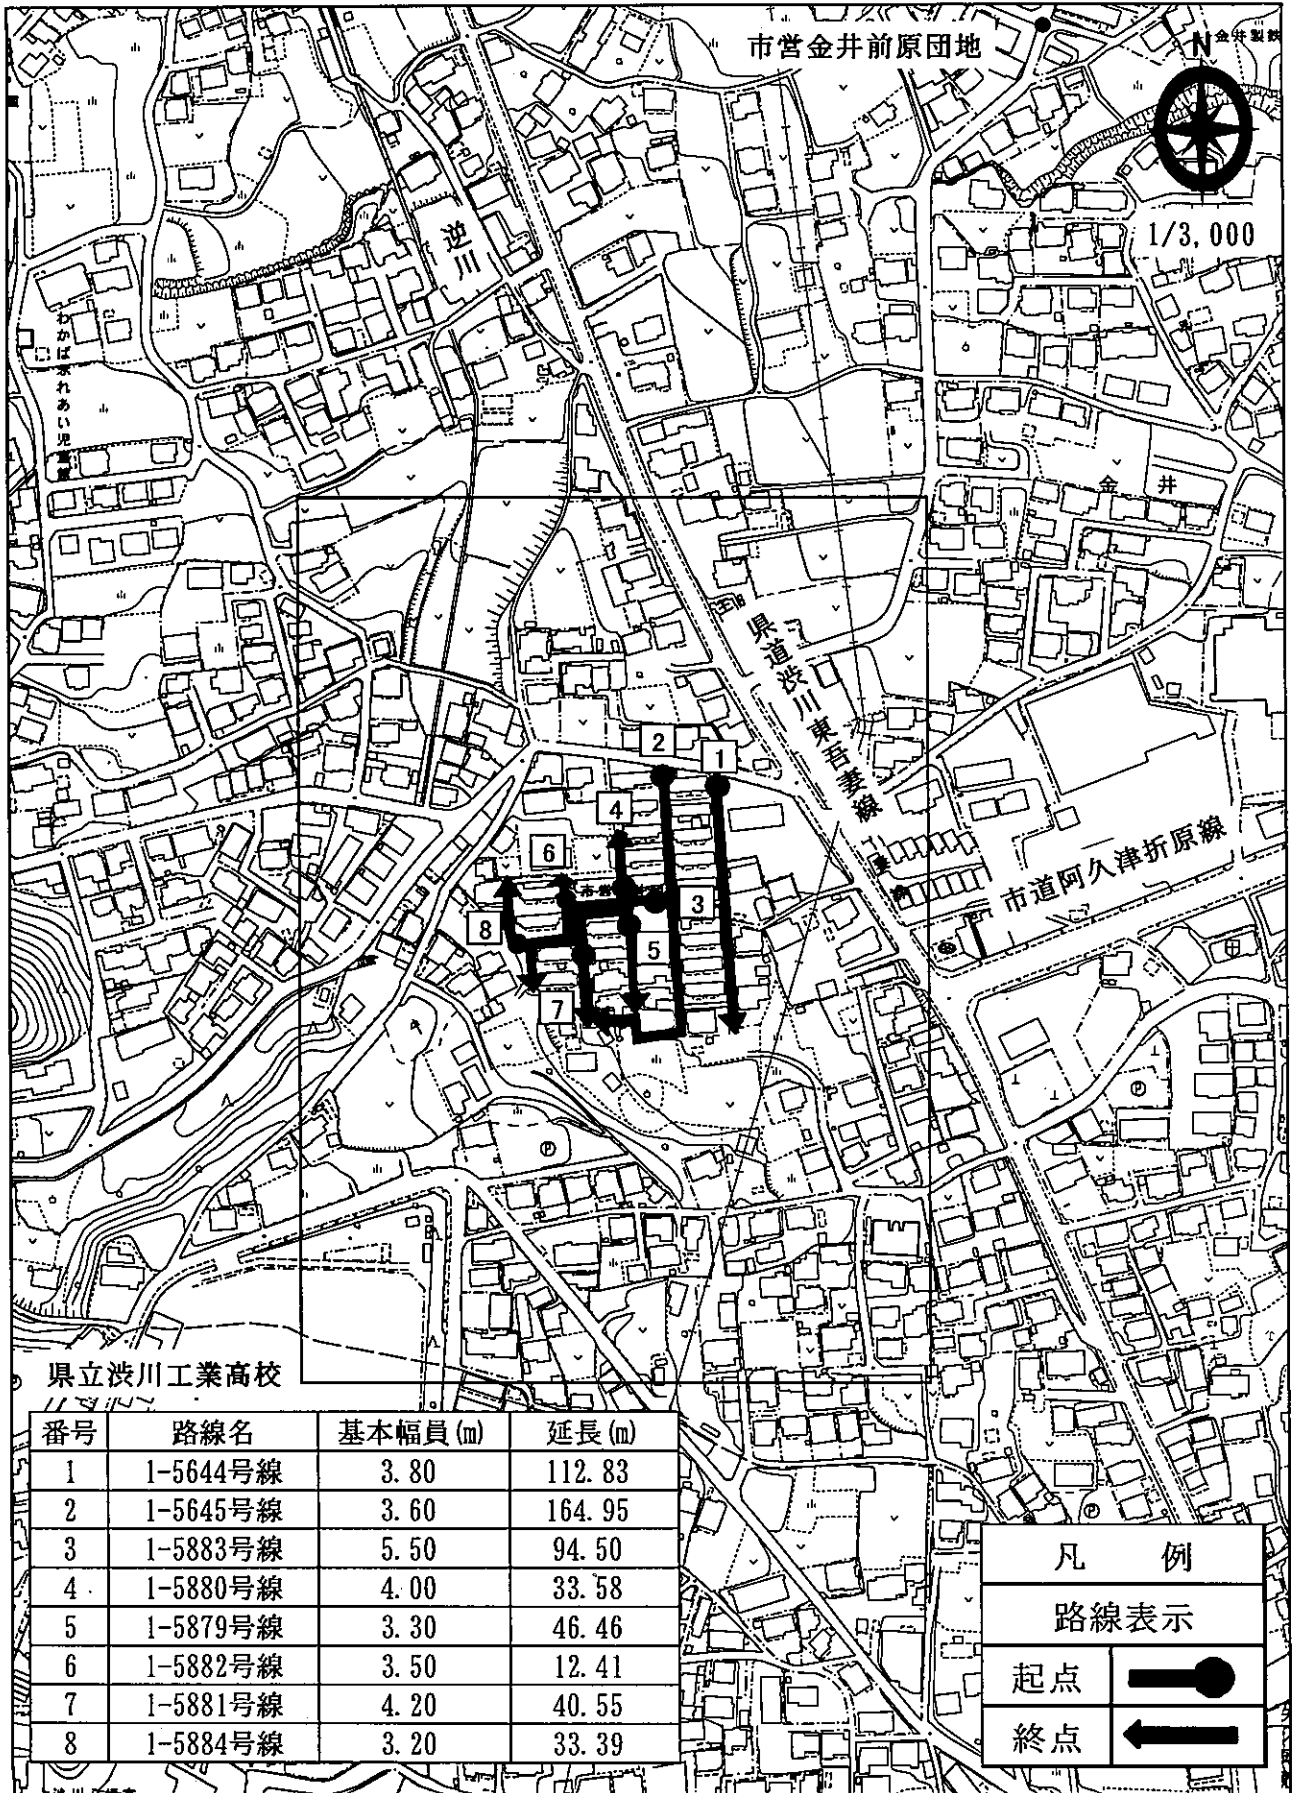 市営金井前原団地
N
金井製鉄
1/3,000
逆川
わかばふれあい児童館
金 井
県道渋川東吾妻線
2
1
4
6
市道阿久津折原線
3
8
5
7
県立渋川工業高校
番号 路線名 基本幅員(m) 延長(m)
1 1-5644号線 3.80 112.83
2 1-5645号線 3.60 164.95
3 1-5883号線 5.50 94.50
4 1-5880号線 4.00 33.58
5 1-5879号線 3.30 46.46
6 1-5882号線 3.50 12.41
7 1-5881号線 4.20 40.55
8 1-5884号線 3.20 33.39
凡 例
路線表示
起点
終点